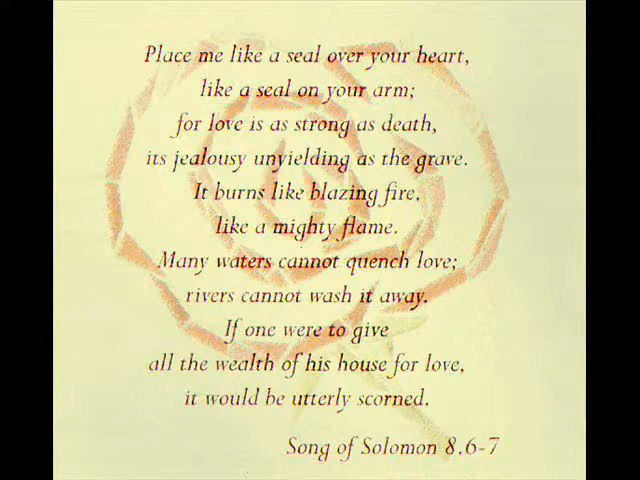 Place me like a seal over your heart,
like a seal on your arm;
for love is as strong as death,
its jealousy unyielding as the grave.
It burns like blazing fire,
like a mighty flame.
Many waters cannot quench love;
rivers cannot wash it away.
If one were to give
all the wealth of his house for love,
it would be utterly scorned.
Song of Solomon 8.6-7